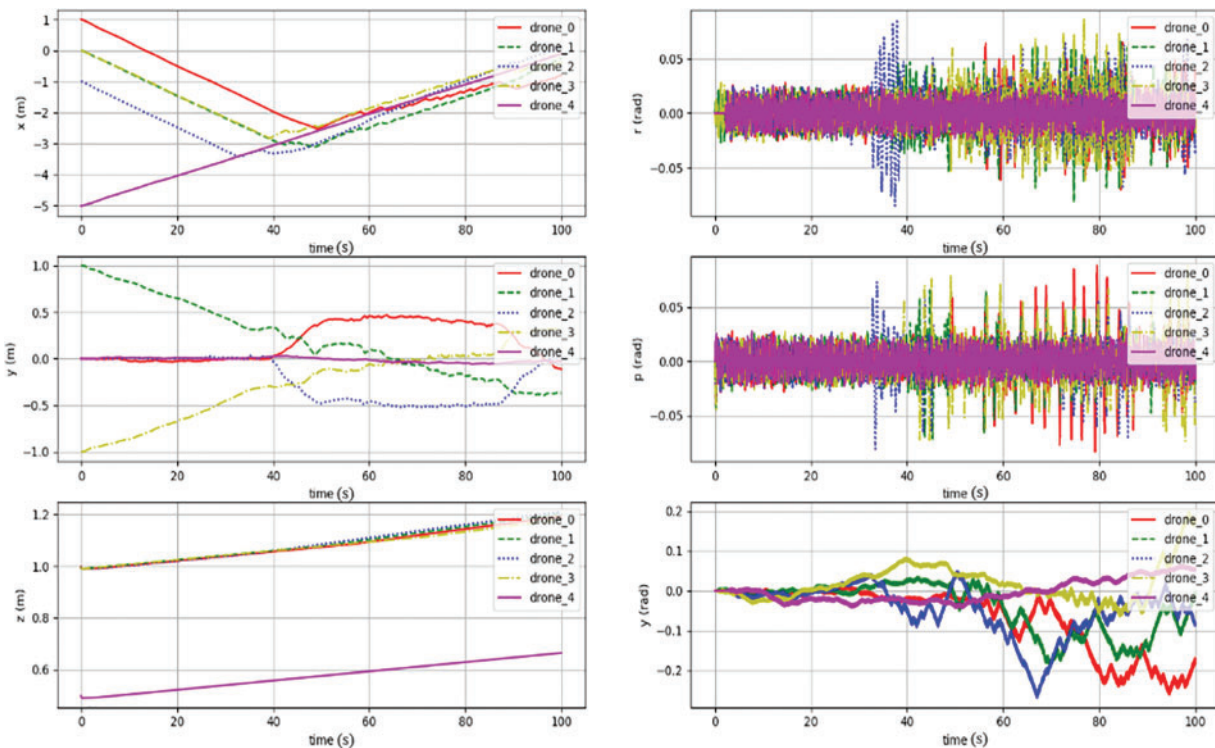 x (m)
1
0
-1
-2
-3
-4
-5
0 20 40 60 80 100
time (s)
drone_0
drone_1
drone_2
drone_3
drone_4
r (rad)
0.05
0.00
-0.05
0 20 40 60 80 100
time (s)
drone_0
drone_1
drone_2
drone_3
drone_4
y (m)
1.0
0.5
0.0
-0.5
-1.0
0 20 40 60 80 100
time (s)
drone_0
drone_1
drone_2
drone_3
drone_4
p (rad)
0.05
0.00
-0.05
0 20 40 60 80 100
time (s)
drone_0
drone_1
drone_2
drone_3
drone_4
z (m)
1.2
1.0
0.8
0.6
0 20 40 60 80 100
time (s)
drone_0
drone_1
drone_2
drone_3
drone_4
y (rad)
0.2
0.1
0.0
-0.1
-0.2
0 20 40 60 80 100
time (s)
drone_0
drone_1
drone_2
drone_3
drone_4